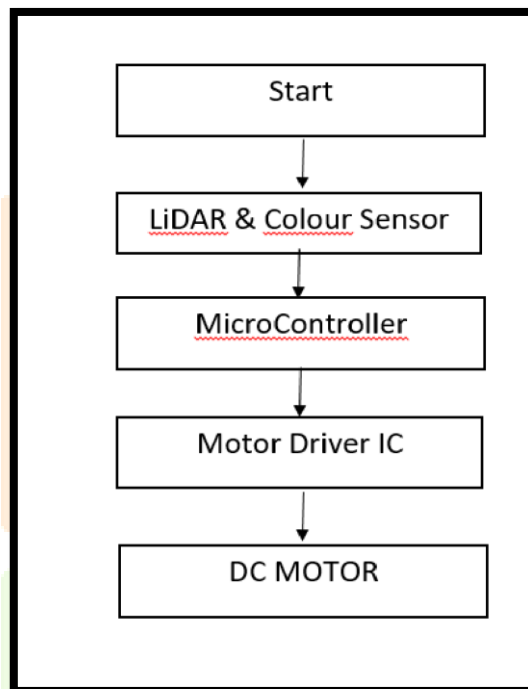 Start
LiDAR & Colour Sensor
MicroController
Motor Driver IC
DC MOTOR